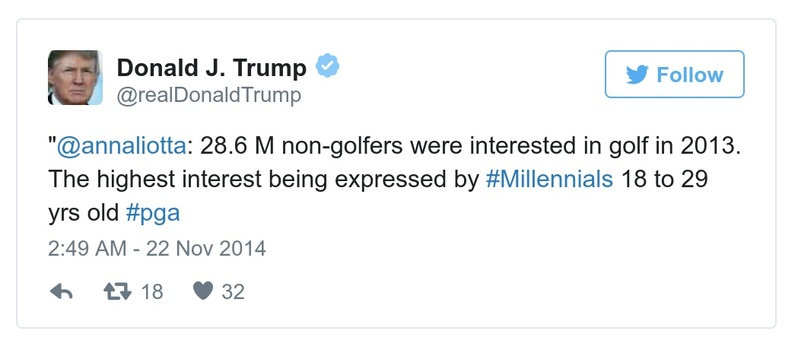 Donald J. Trump
Follow
@realDonaldTrump
"@annaliotta: 28.6 M non-golfers were interested in golf in 2013.
The highest interest being expressed by #Millennials 18 to 29
yrs old #pga
2:49 AM - 22 Nov 2014
18 32